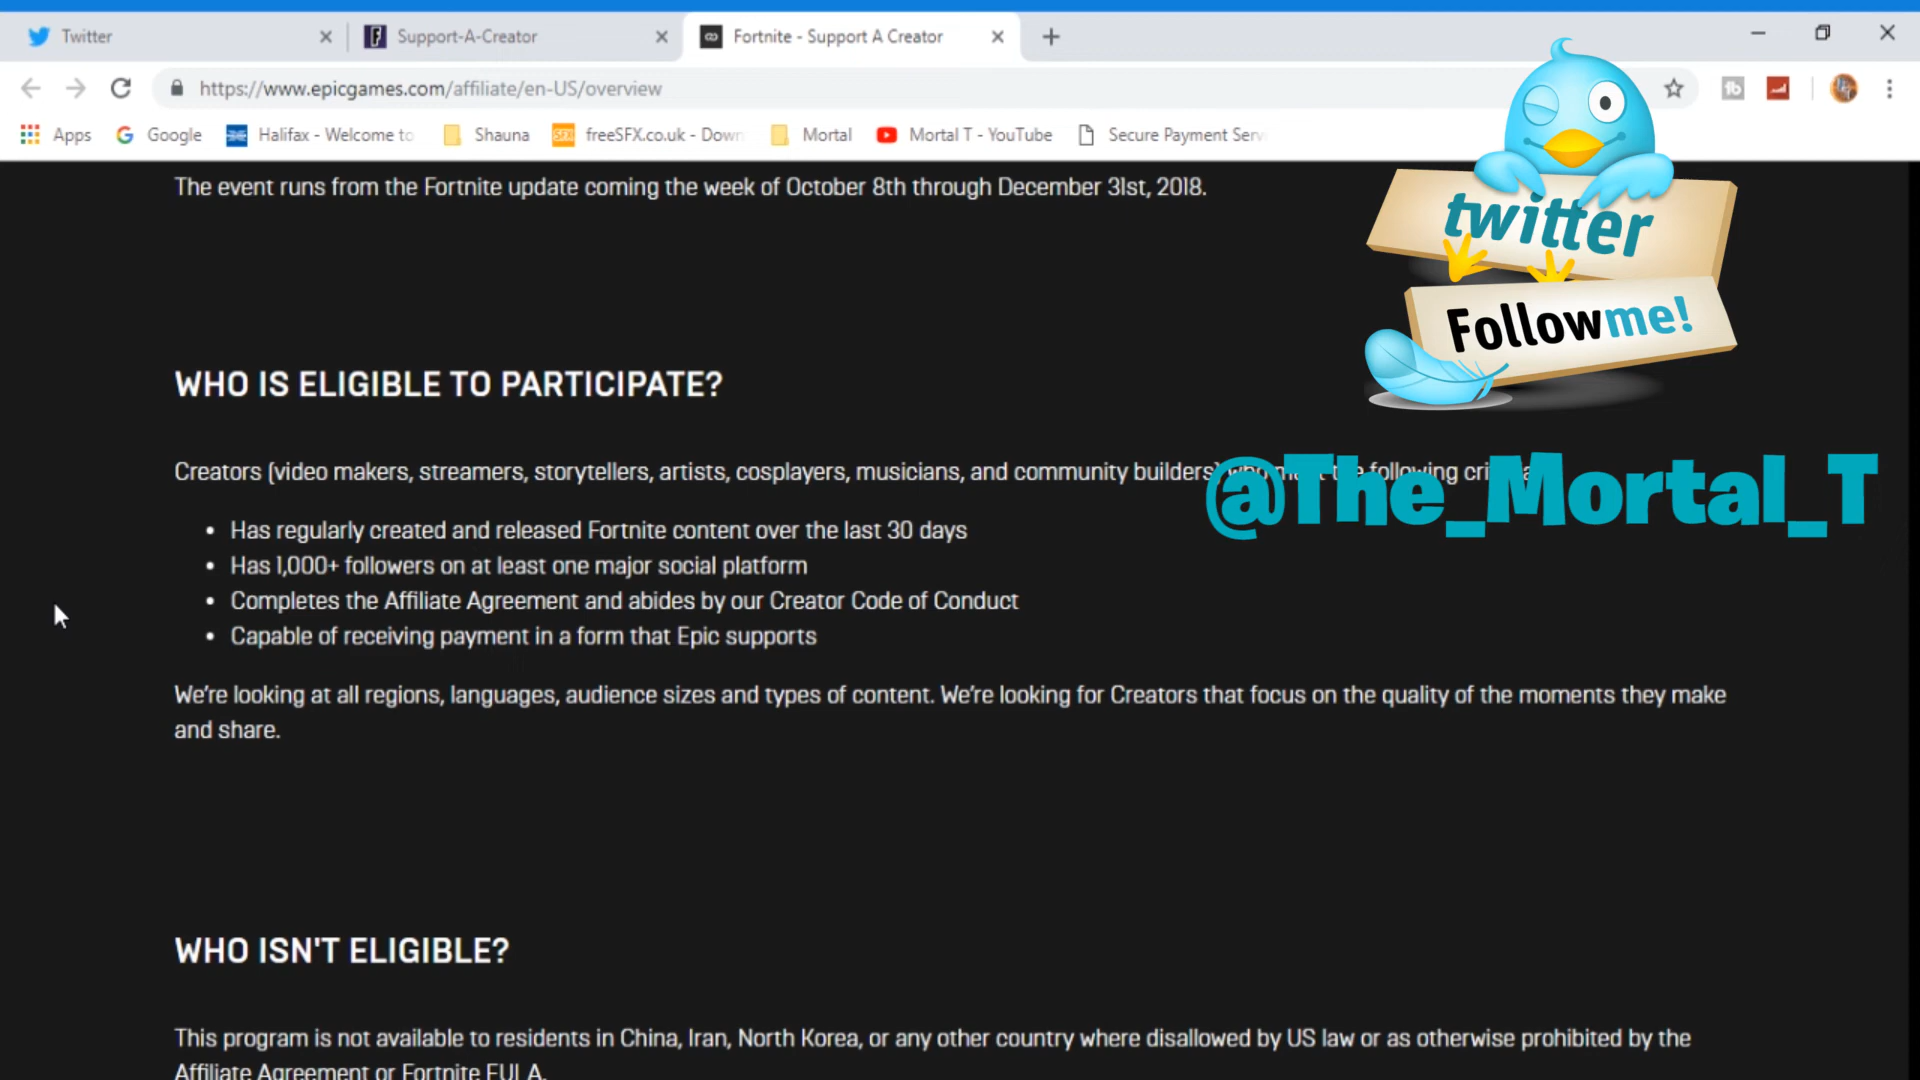 Twitter
Support-A-Creator
Fortnite - Support A Creator
https://www.epicgames.com/affiliate/en-US/overview
Apps
Google
Halifax - Welcome to
Shauna
freeSFX.co.uk - Down
Mortal
Mortal T - YouTube
Secure Payment Serv
The event runs from the Fortnite update coming the week of October 8th through December 31st, 2018.
twitter
Followme!
WHO IS ELIGIBLE TO PARTICIPATE?
Creators (video makers, streamers, storytellers, artists, cosplayers, musicians, and community builders) who the following
@The_Mortal_T
• Has regularly created and released Fortnite content over the last 30 days
• Has 1,000+ followers on at least one major social platform
• Completes the Affiliate Agreement and abides by our Creator Code of Conduct
• Capable of receiving payment in a form that Epic supports
We're looking at all regions, languages, audience sizes and types of content. We're looking for Creators that focus on the quality of the moments they make
and share.
WHO ISN'T ELIGIBLE?
This program is not available to residents in China, Iran, North Korea, or any other country where disallowed by US law or as otherwise prohibited by the
Affiliate Agreement or Fortnite EULA.